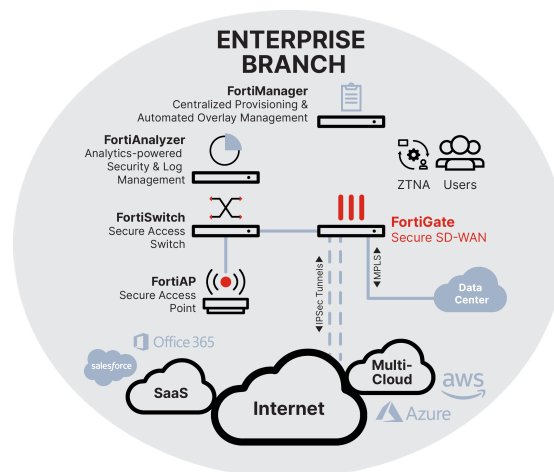 ENTERPRISE
BRANCH
FortiManager
Centralized Provisioning &
Automated Overlay Management
FortiAnalyzer
Analytics-powered
Security & Log
Management
ZTNA
Users
FortiSwitch
Secure Access
Switch
FortiGate
Secure SD-WAN
FortiAP
Secure Access
Point
IPSec Tunnels
MPLS
Data
Center
Office 365
salesforce
SaaS
Internet
Multi-
Cloud
aws
Azure